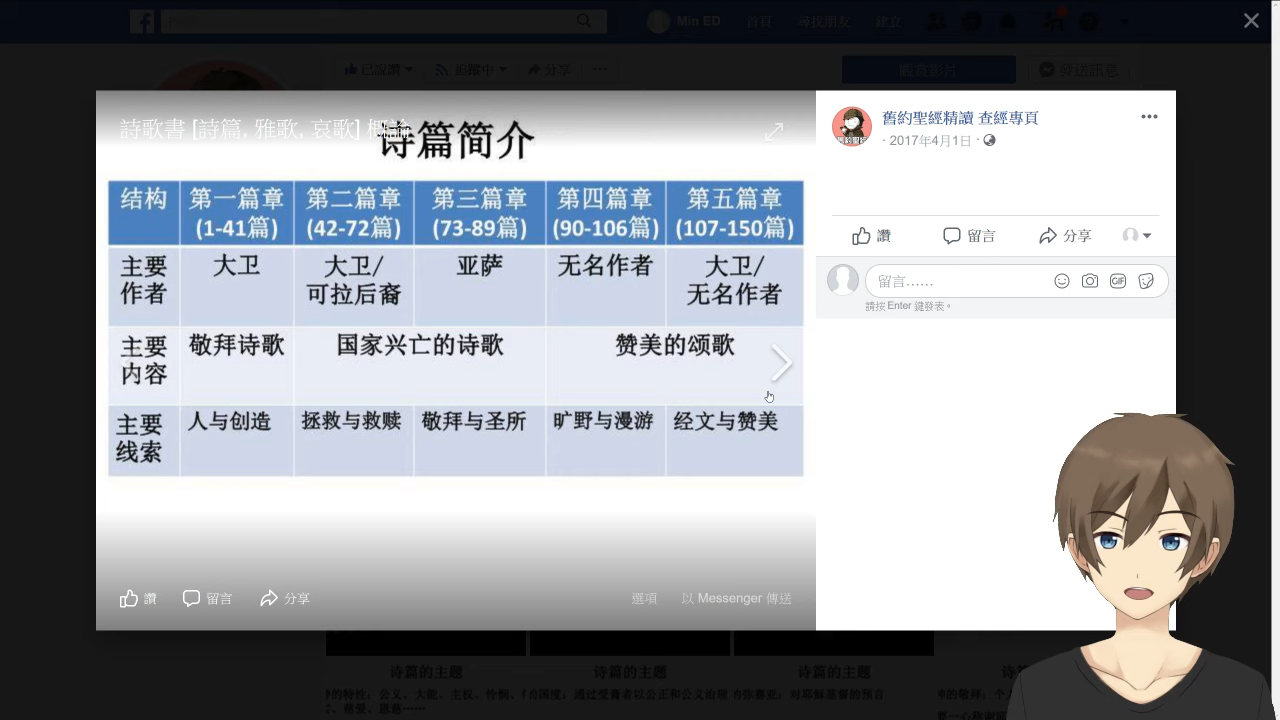 Min ED
首頁
尋找朋友
建立
已說讚
追蹤中
分享
觀賞影片
發送訊息
詩歌書 [詩篇, 雅歌, 哀歌] 概論
诗篇简介
结构
第一篇章
(1-41篇)
第二篇章
(42-72篇)
第三篇章
(73-89篇)
第四篇章
(90-106篇)
第五篇章
(107-150篇)
主要
作者
大卫
大卫/
可拉后裔
亚萨
无名作者
大卫/
无名作者
主要
内容
敬拜诗歌
国家兴亡的诗歌
赞美的颂歌
主要
线索
人与创造
拯救与救赎
敬拜与圣所
旷野与漫游
经文与赞美
讚
留言
分享
選項
以 Messenger 傳送
舊約聖經精讀 查經專頁
· 2017年4月1日 ·
讚
留言
分享
留言……
GIF
請按 Enter 鍵發表。
诗篇的主题
诗篇的主题
诗篇的主题